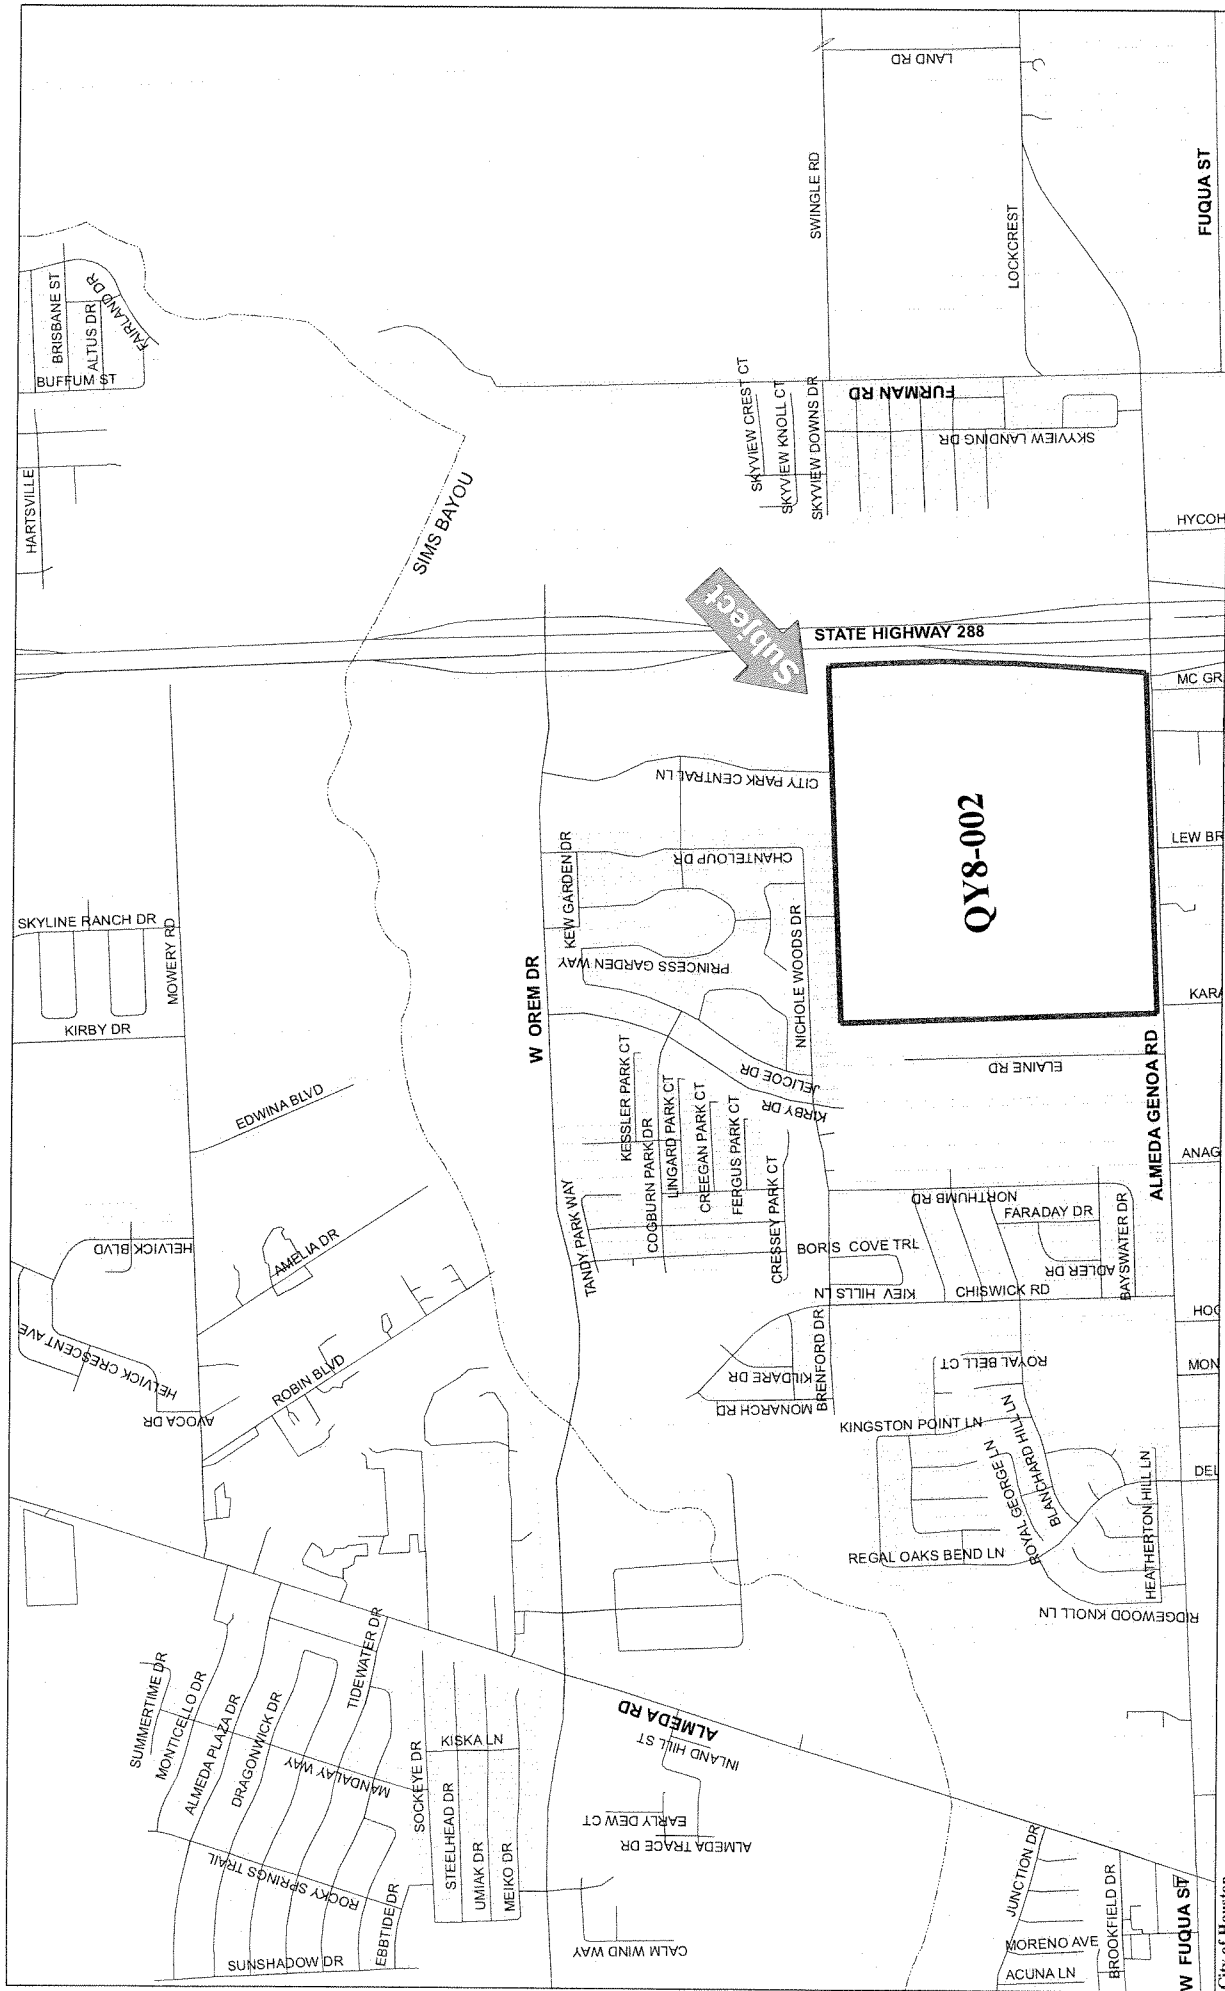 LAND RD
SWINGLE RD
LOCKCREST
FUQUA ST
BRISBANE ST
ALTUS DR
FAIRLAND DR
BUFFUM ST
HARTSVILLE
SIMS BAYOU
SKYVIEW CREST CT
SKYVIEW KNOLL CT
SKYVIEW DOWNS DR
FURMAN RD
SKYVIEW LANDING DR
HYCOH
Subject
STATE HIGHWAY 288
MC GR
CITY PARK CENTRAL LN
QY8-002
LEW BR
CHANTELOUP DR
KEW GARDEN DR
PRINCESS GARDEN WAY
NICHOLE WOODS DR
SKYLINE RANCH DR
MOWERY RD
KIRBY DR
W OREM DR
KARA
JELICOE DR
KIRBY DR
ELAINE RD
ALMEDA GENOA RD
EDWINA BLVD
KESSLER PARK CT
COGBURN PARK DR
LINGARD PARK CT
CREEGAN PARK CT
FERGUS PARK CT
CRESSEY PARK CT
TANDY PARK WAY
ANAG
NORTHUMB RD
FARADAY DR
ADLER DR
BAYSWATER DR
BORIS COVE TRL
KIEV HILLS LN
CHISWICK RD
HELVICK BLVD
AMELIA DR
HELVICK CRESCENT AVE
AVOCA DR
ROBIN BLVD
BRENFORD DR
KILDARE DR
MONARCH RD
HOG
MON
ROYAL BELL CT
KINGSTON POINT LN
ROYAL GEORGE LN
BLANCHARD HILL LN
REGAL OAKS BEND LN
HEATHERTON HILL LN
RIDGEWOOD KNOLL LN
DEL
SUMMERTIME DR
MONTICELLO DR
ALMEDA PLAZA DR
DRAGONWICK DR
TIDEWATER DR
MANDALAY WAY
ROCKY SPRINGS TRAIL
SUNSHADOW DR
EBBTIDE DR
SOCKEYE DR
KISKA LN
STEELHEAD DR
UMIAK DR
MEIKO DR
ALMEDA RD
INLAND HILL ST
EARLY DEW CT
ALMEDA TRACE DR
CALM WIND WAY
JUNCTION DR
MORENO AVE
BROOKFIELD DR
ACUNA LN
W FUQUA ST
City of Houston